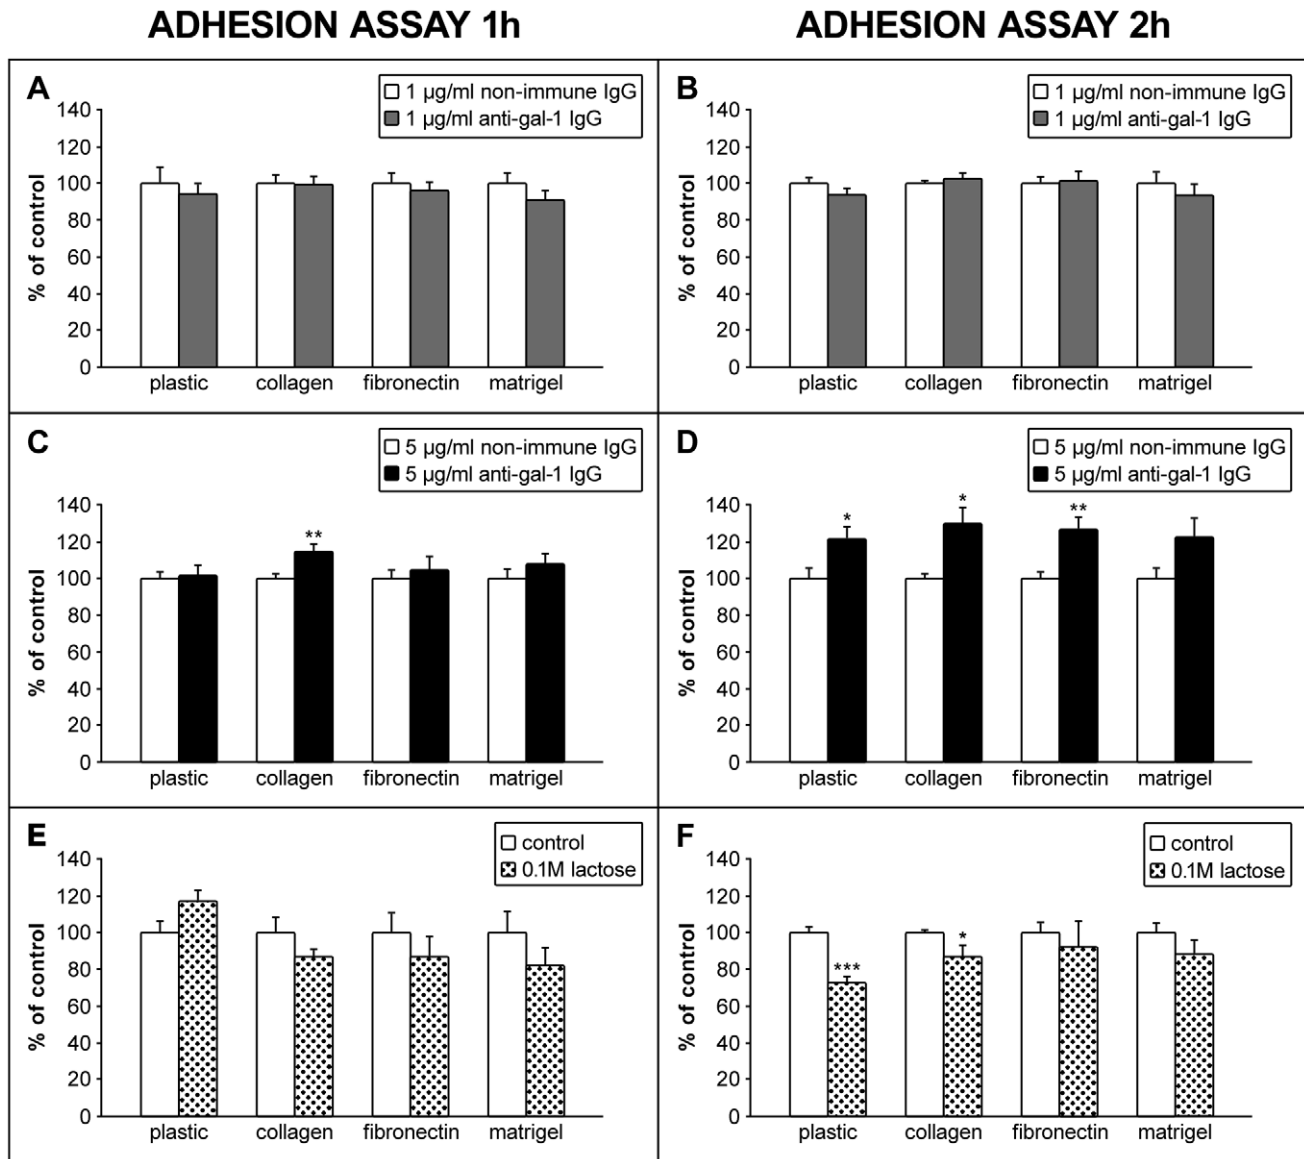 ADHESION ASSAY 1h
ADHESION ASSAY 2h
A
1 µg/ml non-immune IgG
1 µg/ml anti-gal-1 IgG
% of control
140
120
100
80
60
40
20
0
plastic collagen fibronectin matrigel
B
1 µg/ml non-immune IgG
1 µg/ml anti-gal-1 IgG
% of control
140
120
100
80
60
40
20
0
plastic collagen fibronectin matrigel
C
5 µg/ml non-immune IgG
5 µg/ml anti-gal-1 IgG
% of control
140
120
100
80
60
40
20
0
**
plastic collagen fibronectin matrigel
D
5 µg/ml non-immune IgG
5 µg/ml anti-gal-1 IgG
% of control
140
120
100
80
60
40
20
0
* * **
plastic collagen fibronectin matrigel
E
control
0.1M lactose
% of control
140
120
100
80
60
40
20
0
plastic collagen fibronectin matrigel
F
control
0.1M lactose
% of control
140
120
100
80
60
40
20
0
*** *
plastic collagen fibronectin matrigel